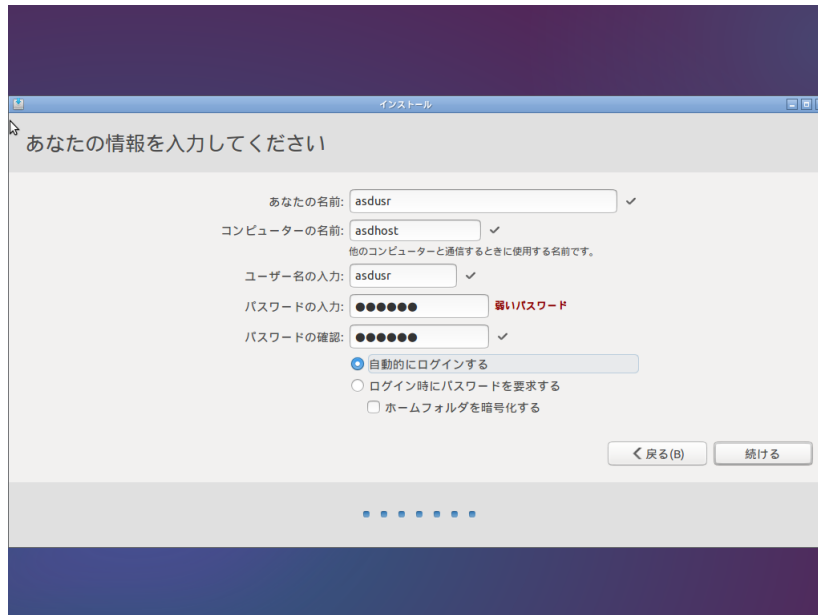 インストール
あなたの情報を入力してください
あなたの名前: asdusr
コンピューターの名前: asdhost
他のコンピューターと通信するときに使用する名前です。
ユーザー名の入力: asdusr
パスワードの入力: ●●●●●● 弱いパスワード
パスワードの確認: ●●●●●●
自動的にログインする
ログイン時にパスワードを要求する
ホームフォルダを暗号化する
戻る(B) 続ける